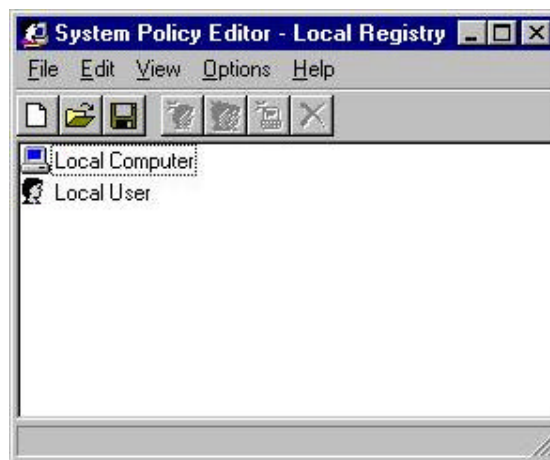 System Policy Editor - Local Registry
File Edit View Options Help
Local Computer
Local User